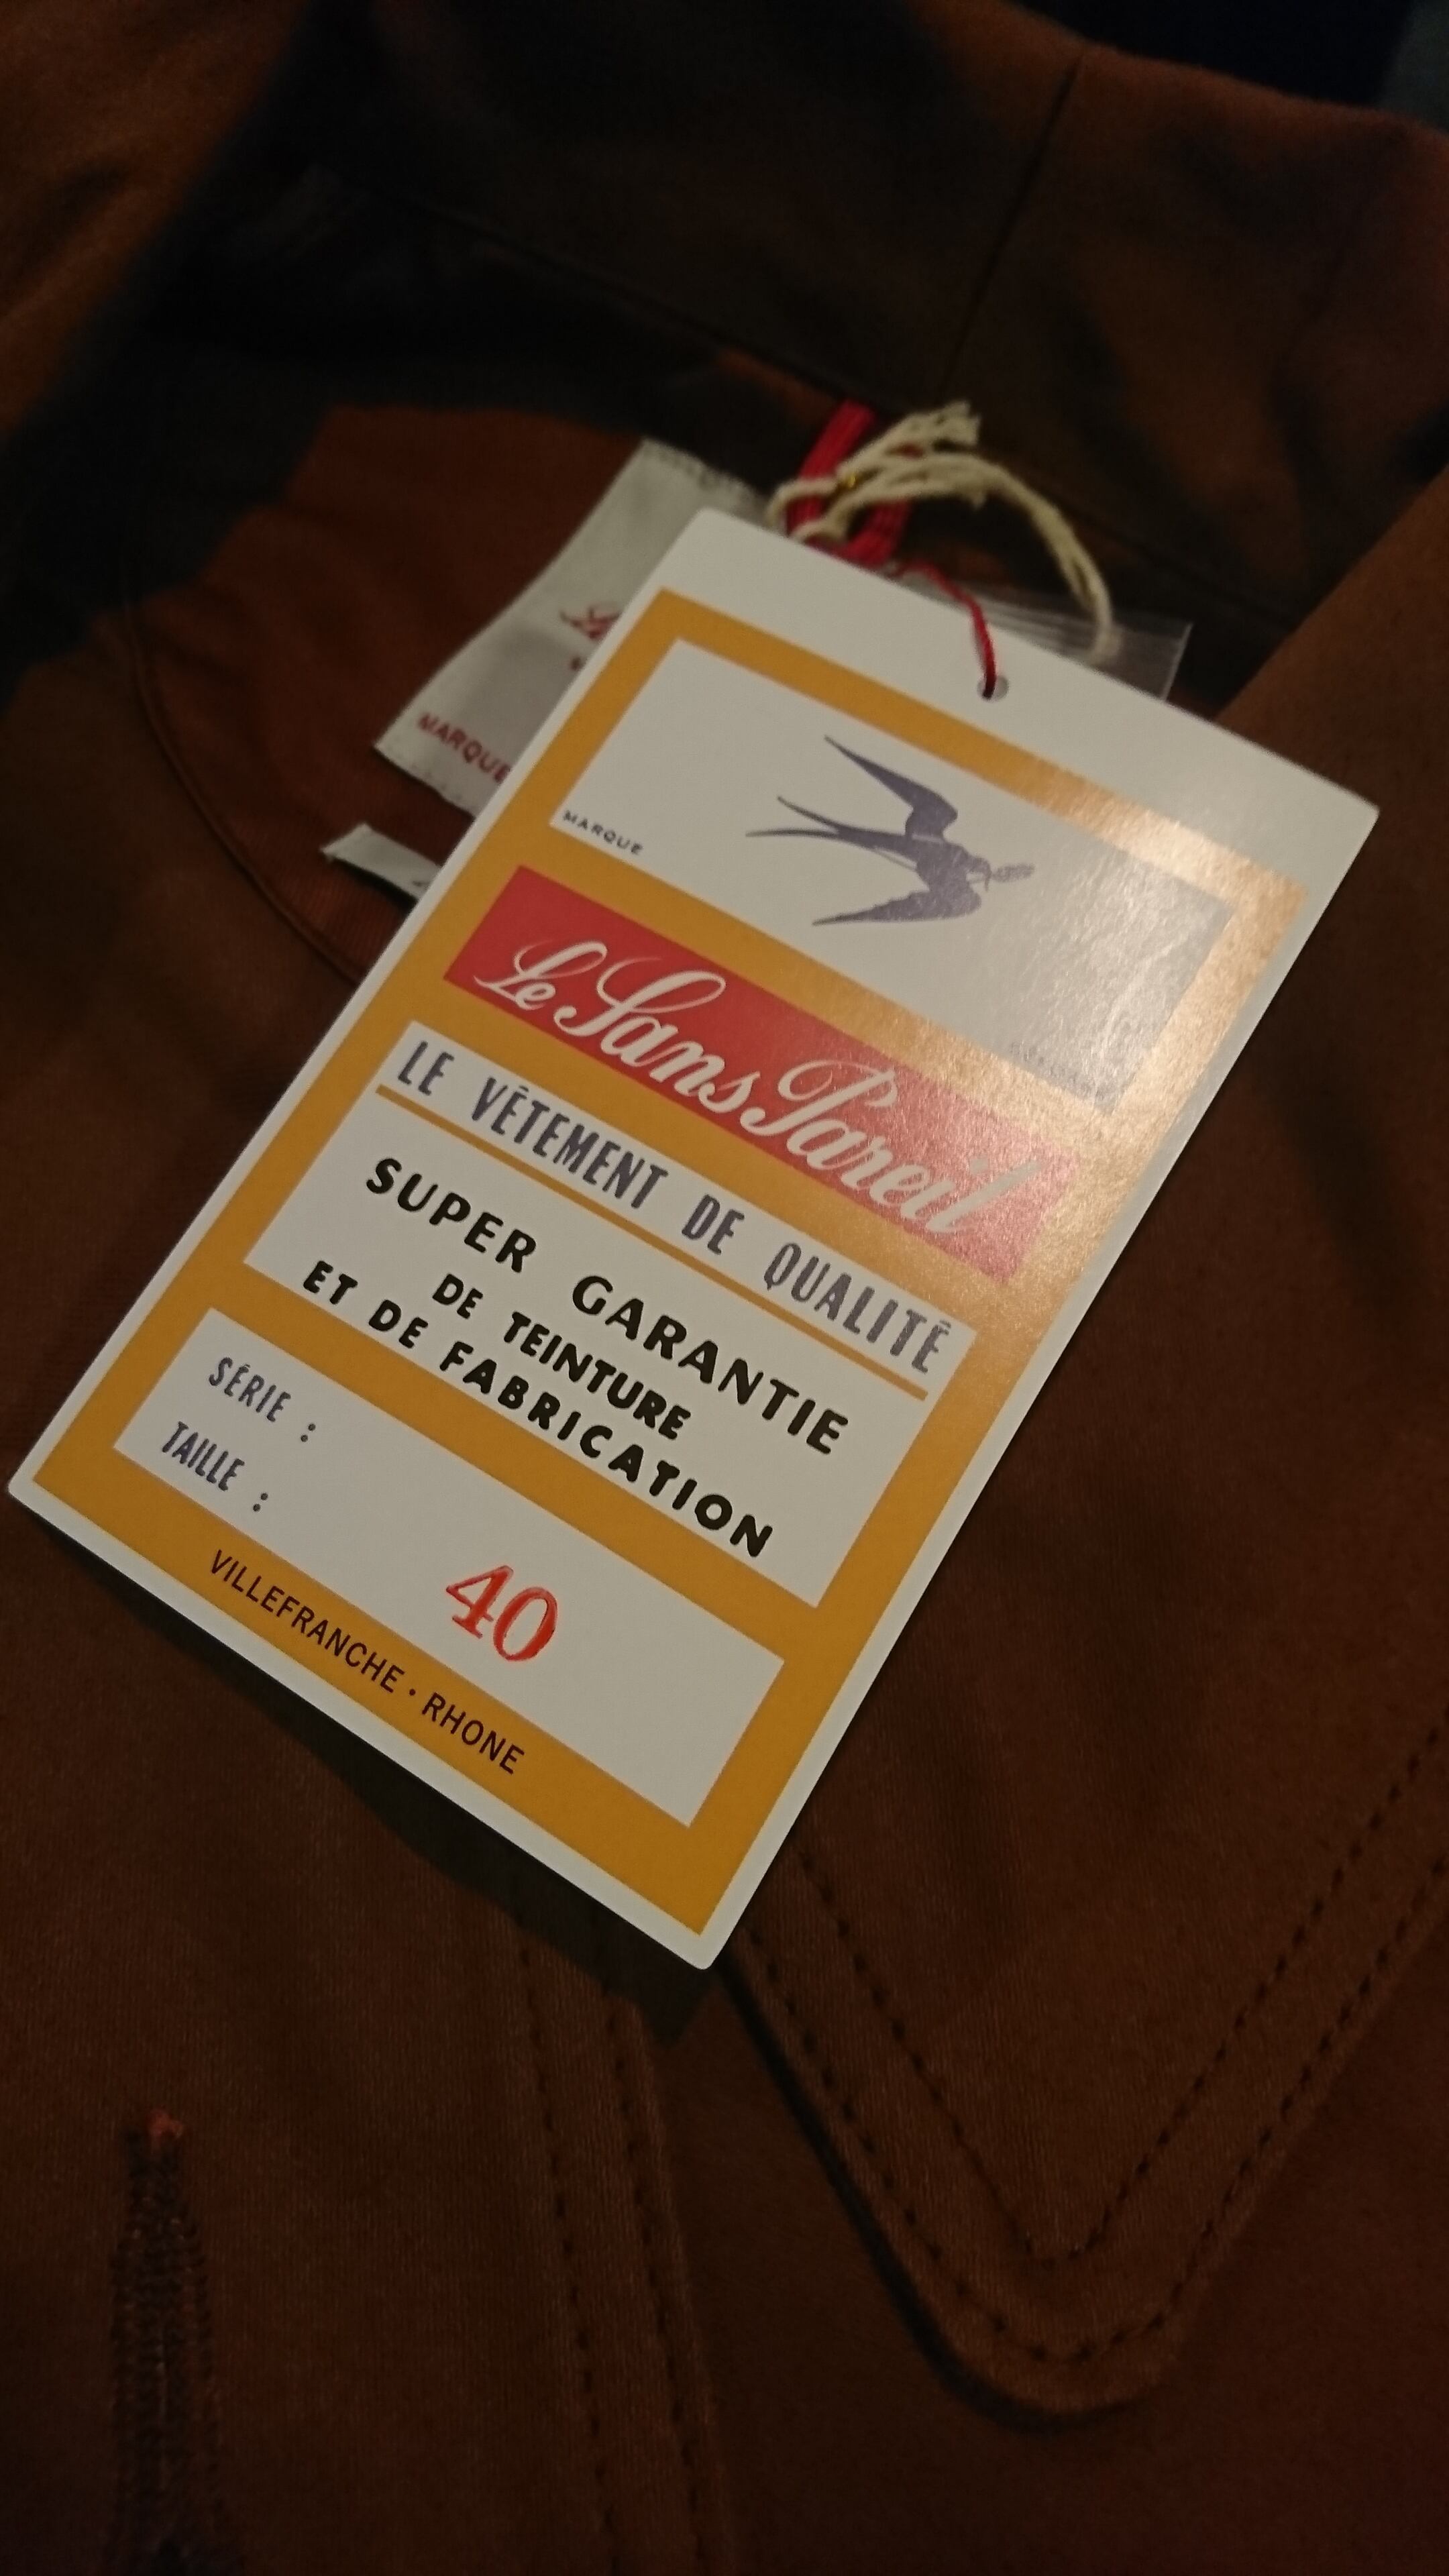 MARQUE
MARQUE
Le Sans Pareil
LE VÊTEMENT DE QUALITÉ
SUPER GARANTIE
DE TEINTURE
ET DE FABRICATION
SÉRIE :
TAILLE :
40
VILLEFRANCHE · RHONE